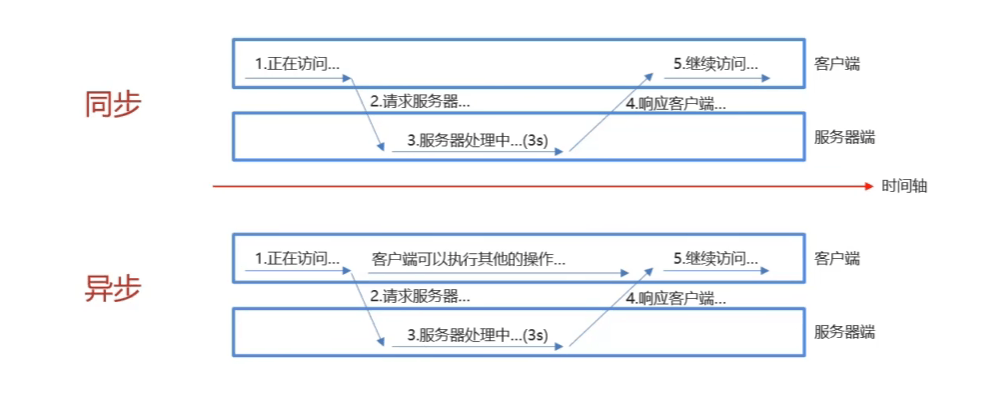 同步
1.正在访问...
5.继续访问...
客户端
2.请求服务器...
4.响应客户端...
3.服务器处理中...(3s)
服务器端
时间轴
异步
1.正在访问...
客户端可以执行其他的操作...
5.继续访问...
客户端
2.请求服务器...
4.响应客户端...
3.服务器处理中...(3s)
服务器端